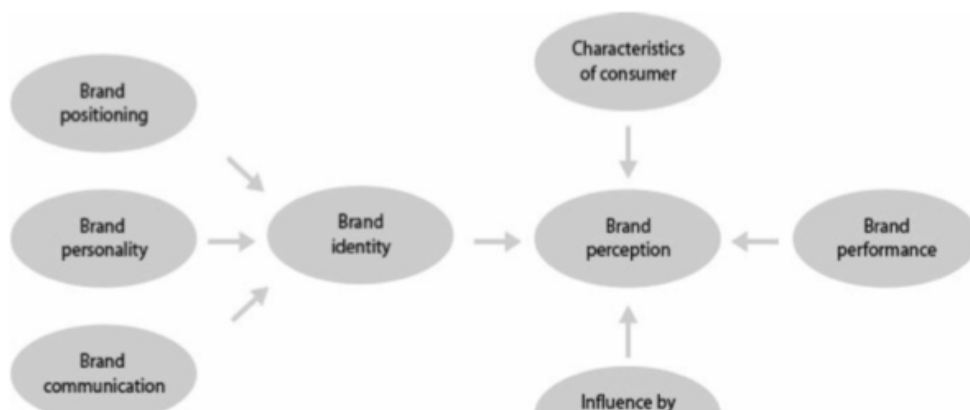 Brand
positioning
Brand
personality
Brand
communication
Brand
identity
Characteristics
of consumer
Brand
perception
Brand
performance
Influence by